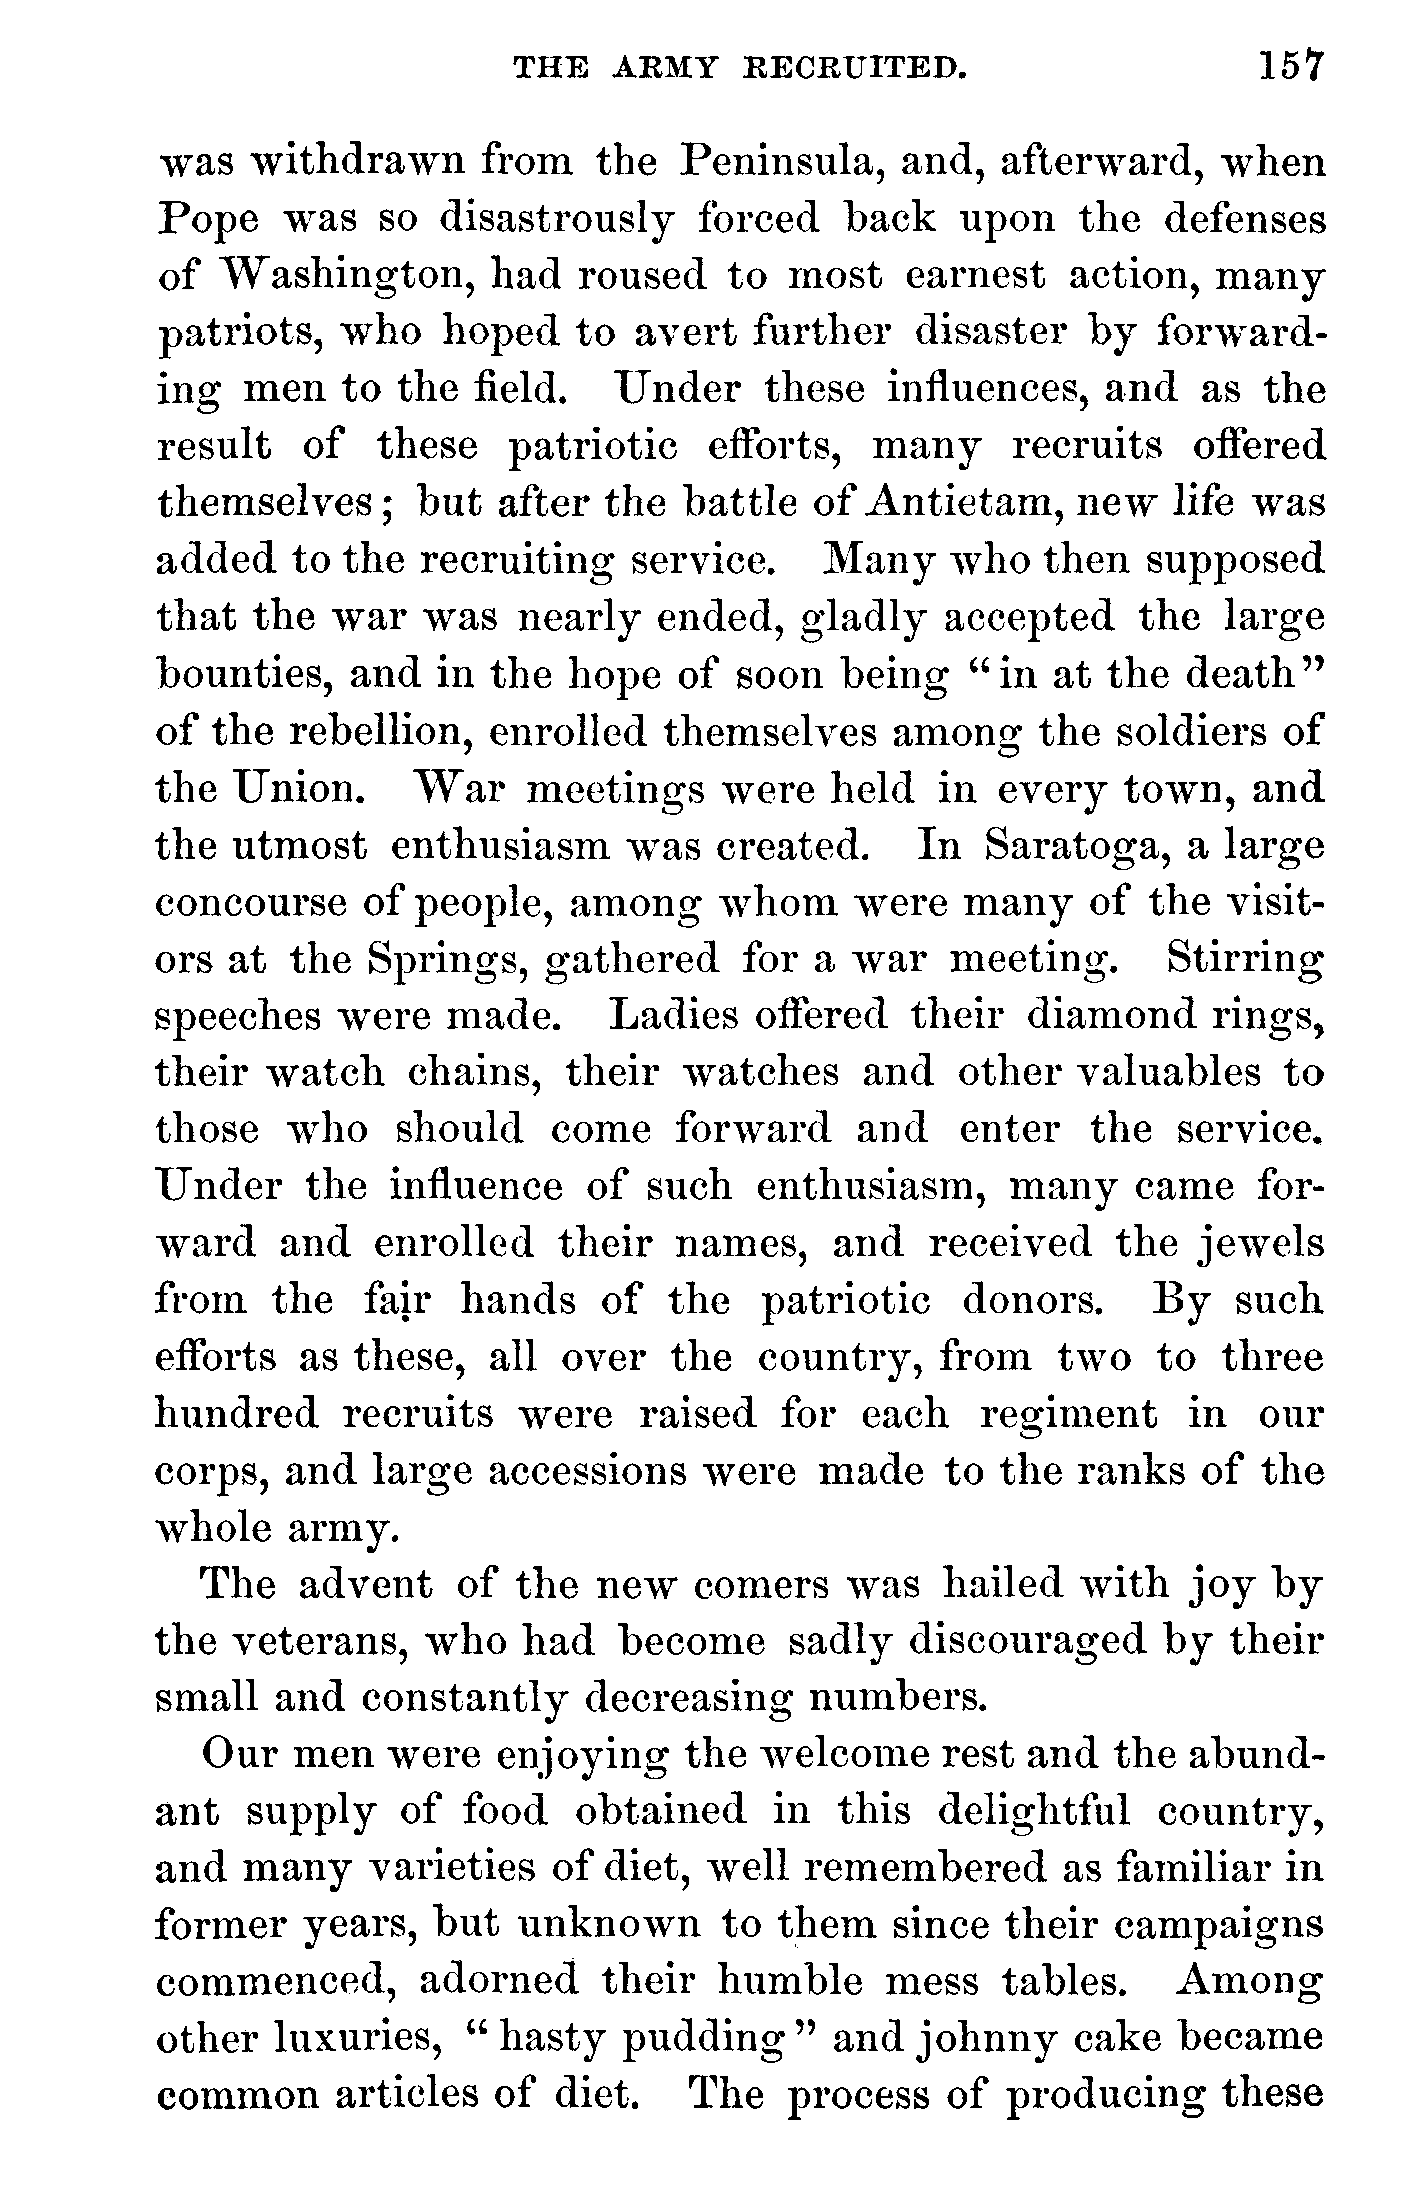 THE ARMY RECRUITED. 157
was withdrawn from the Peninsula, and, afterward, when
Pope was so disastrously forced back upon the defenses
of Washington, had roused to most earnest action, many
patriots, who hoped to avert further disaster by forward-
ing men to the field. Under these influences, and as the
result of these patriotic efforts, many recruits offered
themselves; but after the battle of Antietam, new life was
added to the recruiting service. Many who then supposed
that the war was nearly ended, gladly accepted the large
bounties, and in the hope of soon being "in at the death"
of the rebellion, enrolled themselves among the soldiers of
the Union. War meetings were held in every town, and
the utmost enthusiasm was created. In Saratoga, a large
concourse of people, among whom were many of the visit-
ors at the Springs, gathered for a war meeting. Stirring
speeches were made. Ladies offered their diamond rings,
their watch chains, their watches and other valuables to
those who should come forward and enter the service.
Under the influence of such enthusiasm, many came for-
ward and enrolled their names, and received the jewels
from the fair hands of the patriotic donors. By such
efforts as these, all over the country, from two to three
hundred recruits were raised for each regiment in our
corps, and large accessions were made to the ranks of the
whole army.
The advent of the new comers was hailed with joy by
the veterans, who had become sadly discouraged by their
small and constantly decreasing numbers.
Our men were enjoying the welcome rest and the abund-
ant supply of food obtained in this delightful country,
and many varieties of diet, well remembered as familiar in
former years, but unknown to them since their campaigns
commenced, adorned their humble mess tables. Among
other luxuries, "hasty pudding" and johnny cake became
common articles of diet. The process of producing these